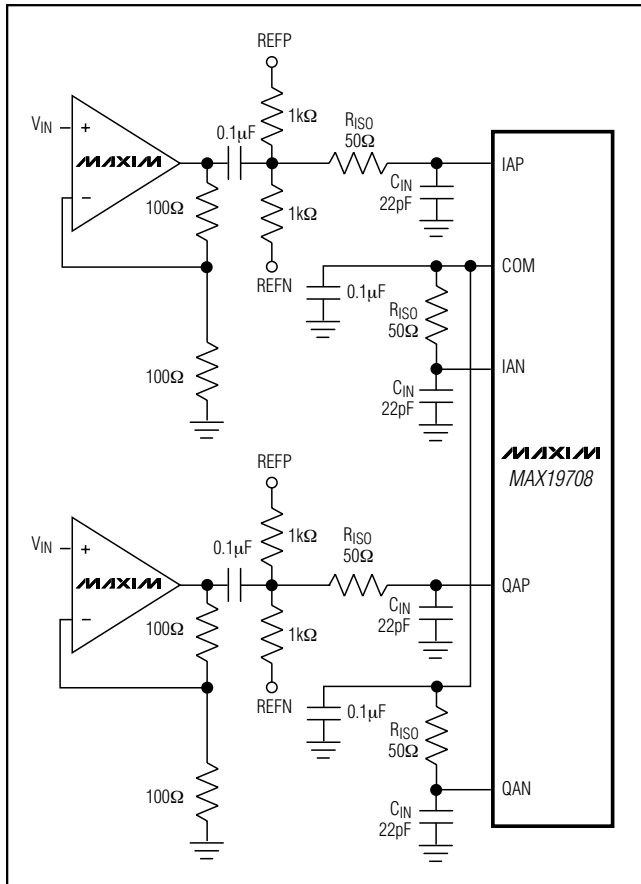 REFP
V_IN
+
MAXIM
−
0.1μF
1kΩ
R_ISO
50Ω
IAP
C_IN
22pF
100Ω
1kΩ
REFN
COM
0.1μF
R_ISO
50Ω
IAN
C_IN
22pF
100Ω
MAXIM
MAX19708
REFP
V_IN
+
MAXIM
−
0.1μF
1kΩ
R_ISO
50Ω
QAP
C_IN
22pF
100Ω
1kΩ
REFN
0.1μF
R_ISO
50Ω
QAN
C_IN
22pF
100Ω